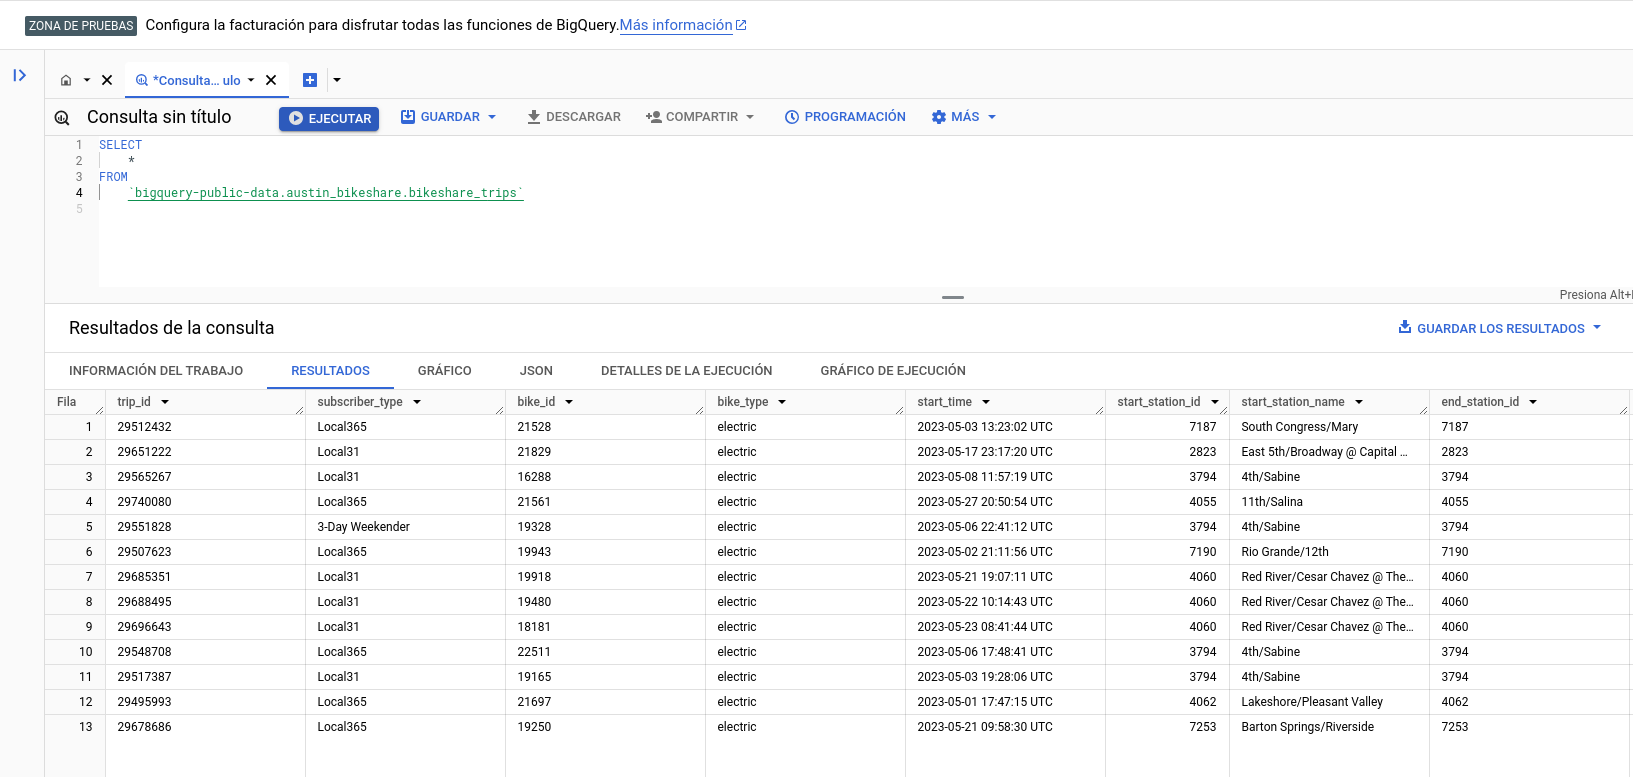 ZONA DE PRUEBAS Configura la facturación para disfrutar todas las funciones de BigQuery. Más información
*Consulta... ulo
Consulta sin título EJECUTAR GUARDAR DESCARGAR COMPARTIR PROGRAMACIÓN MÁS
1 SELECT
2 *
3 FROM
4 `bigquery-public-data.austin_bikeshare.bikeshare_trips`
5
Presiona Alt+
Resultados de la consulta GUARDAR LOS RESULTADOS
INFORMACIÓN DEL TRABAJO RESULTADOS GRÁFICO JSON DETALLES DE LA EJECUCIÓN GRÁFICO DE EJECUCIÓN
Fila trip_id subscriber_type bike_id bike_type start_time start_station_id start_station_name end_station_id
1 29512432 Local365 21528 electric 2023-05-03 13:23:02 UTC 7187 South Congress/Mary 7187
2 29651222 Local31 21829 electric 2023-05-17 23:17:20 UTC 2823 East 5th/Broadway @ Capital ... 2823
3 29565267 Local31 16288 electric 2023-05-08 11:57:19 UTC 3794 4th/Sabine 3794
4 29740080 Local365 21561 electric 2023-05-27 20:50:54 UTC 4055 11th/Salina 4055
5 29551828 3-Day Weekender 19328 electric 2023-05-06 22:41:12 UTC 3794 4th/Sabine 3794
6 29507623 Local365 19943 electric 2023-05-02 21:11:56 UTC 7190 Rio Grande/12th 7190
7 29685351 Local31 19918 electric 2023-05-21 19:07:11 UTC 4060 Red River/Cesar Chavez @ The... 4060
8 29688495 Local31 19480 electric 2023-05-22 10:14:43 UTC 4060 Red River/Cesar Chavez @ The... 4060
9 29696643 Local31 18181 electric 2023-05-23 08:41:44 UTC 4060 Red River/Cesar Chavez @ The... 4060
10 29548708 Local365 22511 electric 2023-05-06 17:48:41 UTC 3794 4th/Sabine 3794
11 29517387 Local31 19165 electric 2023-05-03 19:28:06 UTC 3794 4th/Sabine 3794
12 29495993 Local365 21697 electric 2023-05-01 17:47:15 UTC 4062 Lakeshore/Pleasant Valley 4062
13 29678686 Local365 19250 electric 2023-05-21 09:58:30 UTC 7253 Barton Springs/Riverside 7253